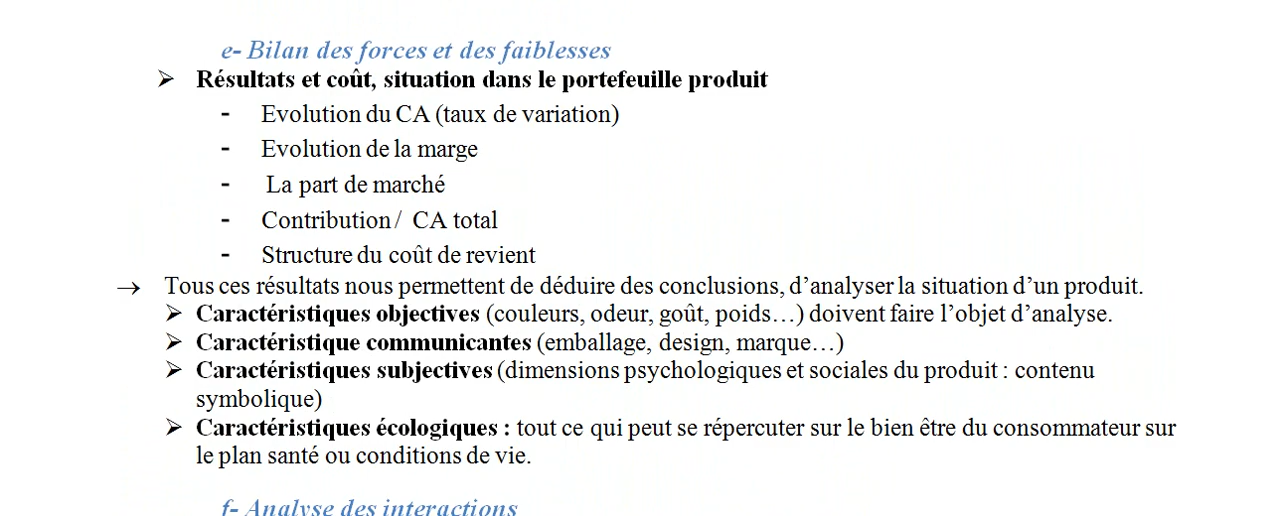 e- Bilan des forces et des faiblesses
➢ Résultats et coût, situation dans le portefeuille produit
- Evolution du CA (taux de variation)
- Evolution de la marge
- La part de marché
- Contribution / CA total
- Structure du coût de revient
→ Tous ces résultats nous permettent de déduire des conclusions, d’analyser la situation d’un produit.
➢ Caractéristiques objectives (couleurs, odeur, goût, poids…) doivent faire l’objet d’analyse.
➢ Caractéristique communicantes (emballage, design, marque…)
➢ Caractéristiques subjectives (dimensions psychologiques et sociales du produit : contenu
symbolique)
➢ Caractéristiques écologiques : tout ce qui peut se répercuter sur le bien être du consommateur sur
le plan santé ou conditions de vie.
f- Analyse des interactions